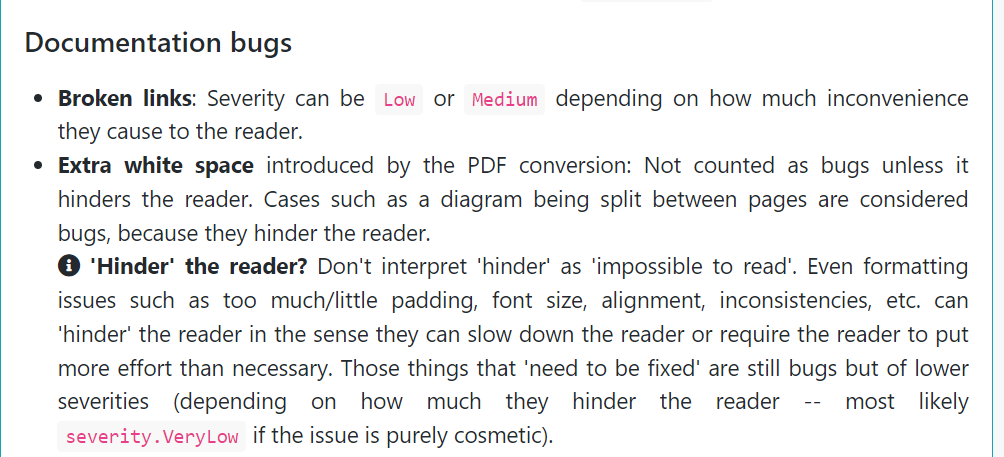 Documentation bugs
• Broken links: Severity can be Low or Medium depending on how much inconvenience
they cause to the reader.
• Extra white space introduced by the PDF conversion: Not counted as bugs unless it
hinders the reader. Cases such as a diagram being split between pages are considered
bugs, because they hinder the reader.
'Hinder' the reader? Don't interpret 'hinder' as 'impossible to read'. Even formatting
issues such as too much/little padding, font size, alignment, inconsistencies, etc. can
'hinder' the reader in the sense they can slow down the reader or require the reader to put
more effort than necessary. Those things that 'need to be fixed' are still bugs but of lower
severities (depending on how much they hinder the reader -- most likely
severity.VeryLow if the issue is purely cosmetic).